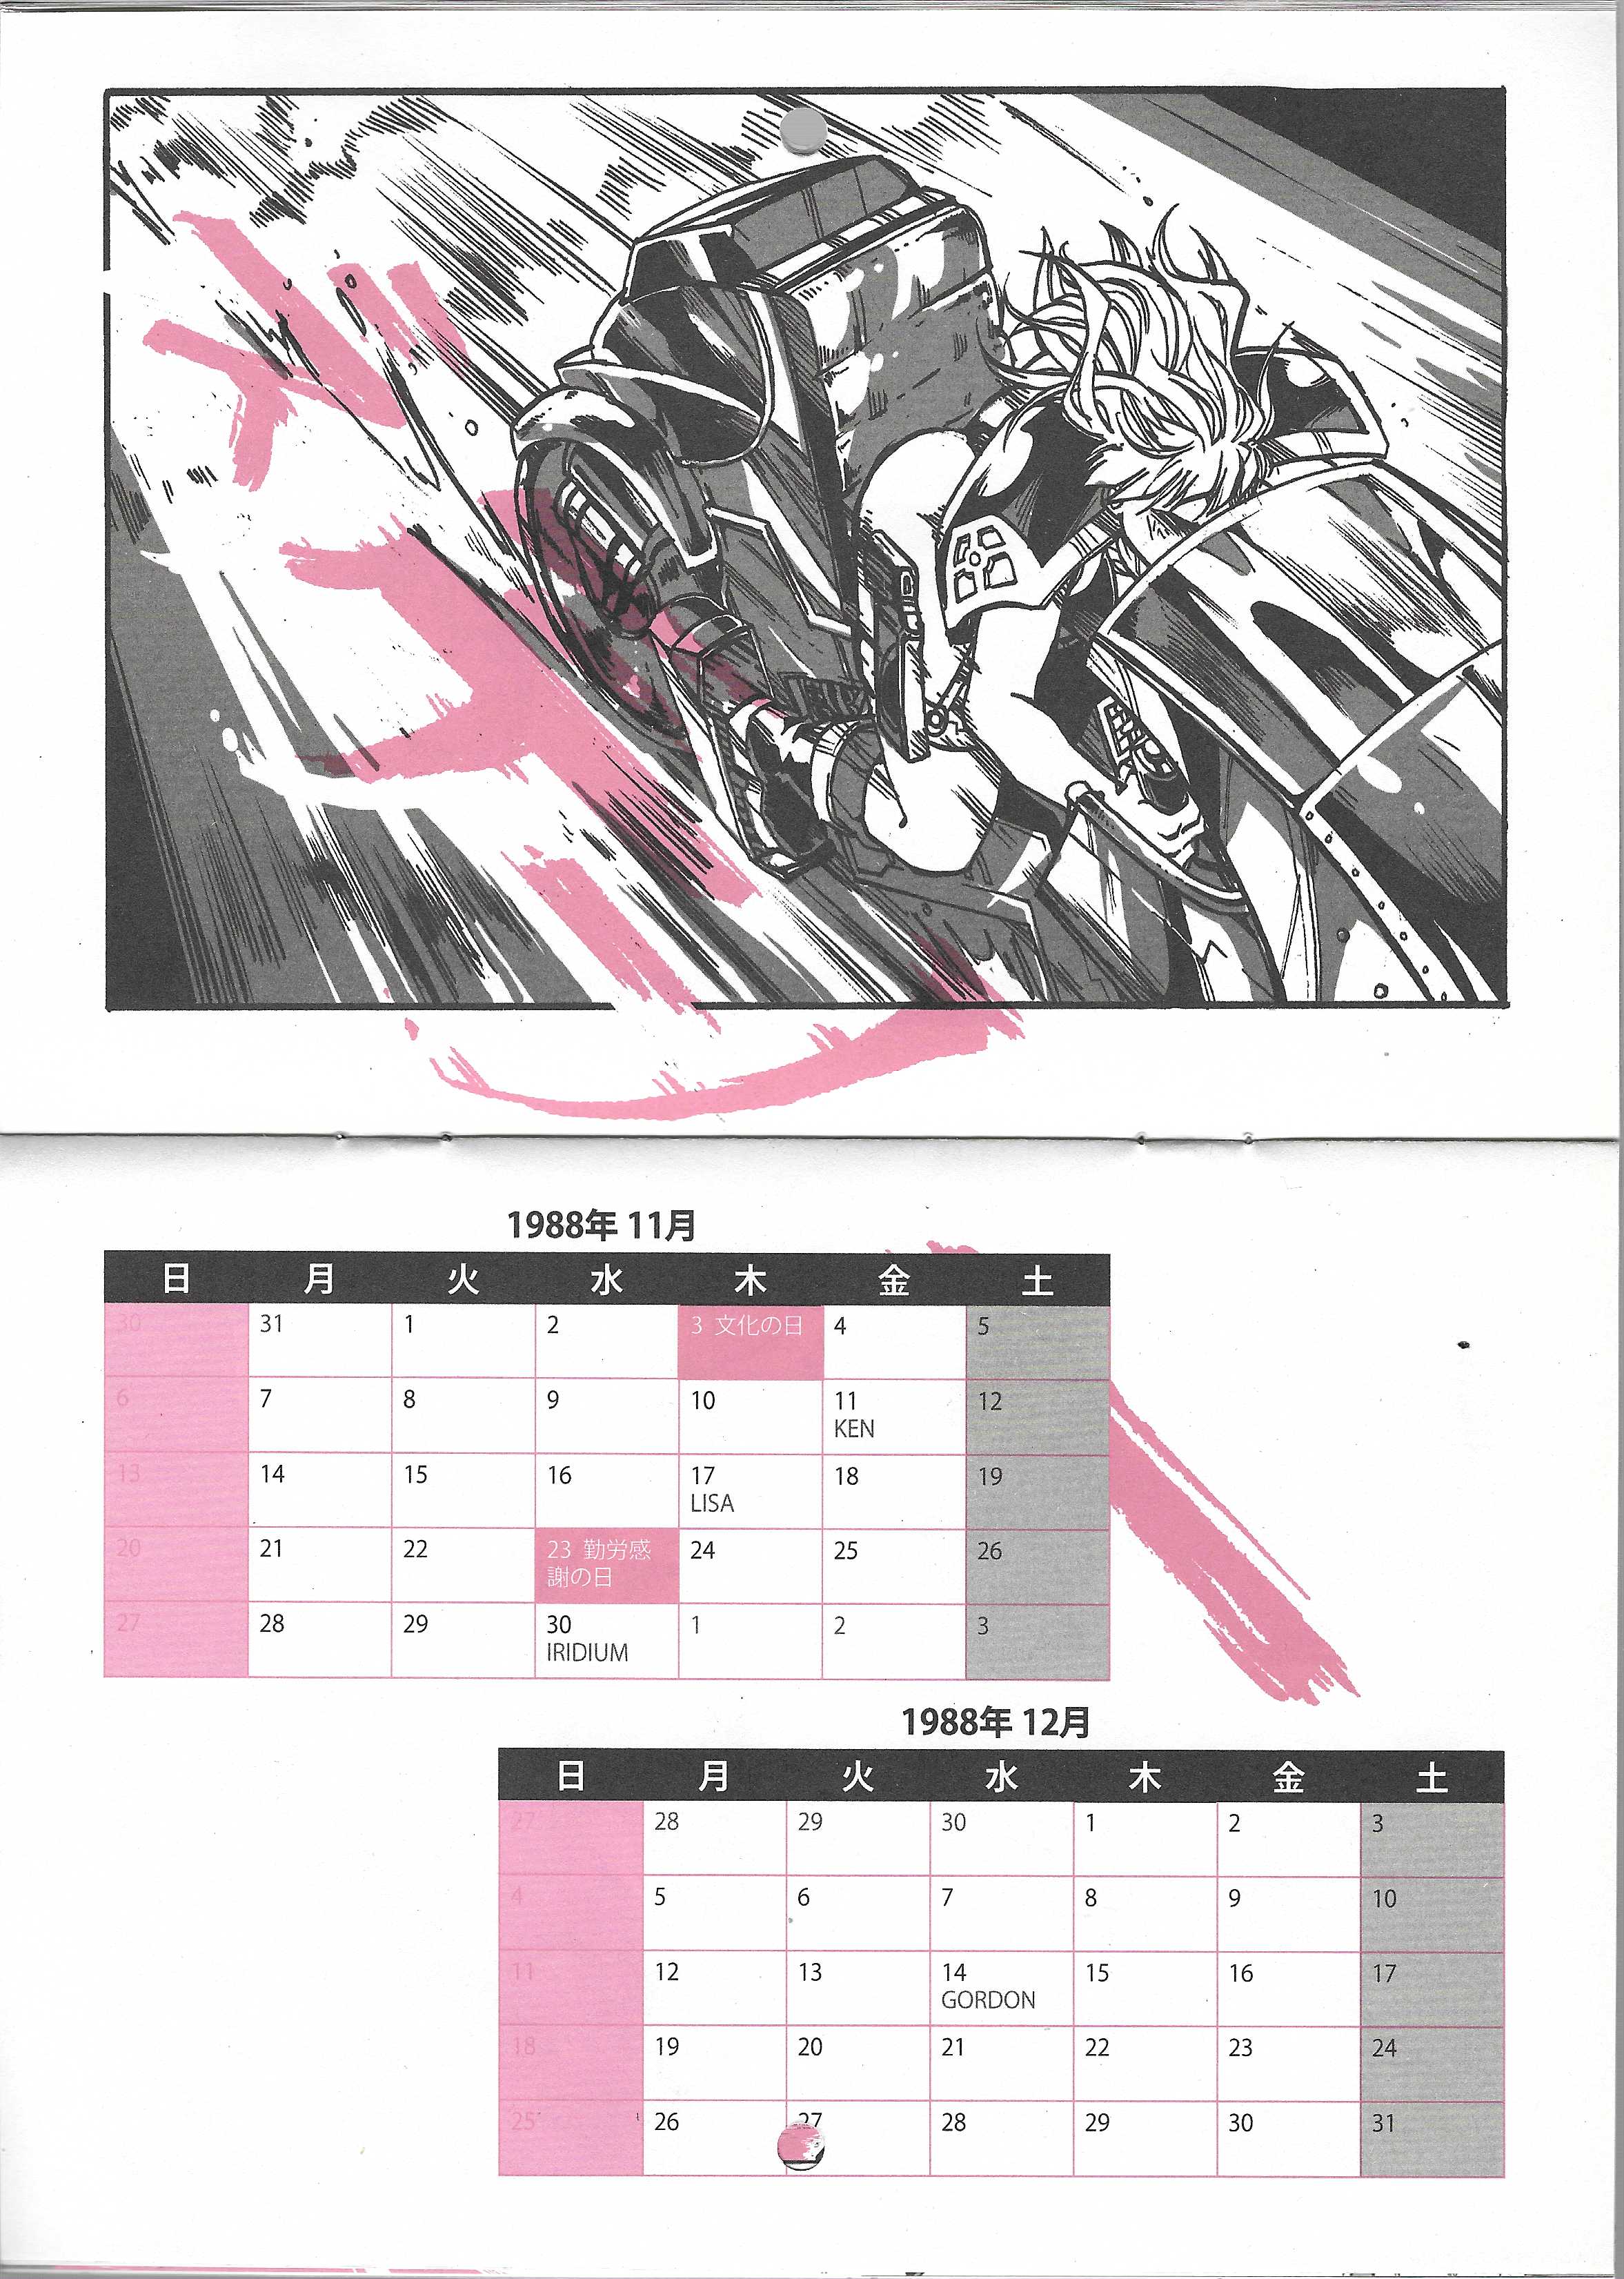 1988年 11月
日 月 火 水 木 金 土
30 31 1 2 3 文化の日 4 5
6 7 8 9 10 11 12
KEN
13 14 15 16 17 18 19
LISA
20 21 22 23 勤労感 24 25 26
謝の日
27 28 29 30 1 2 3
IRIDIUM
1988年 12月
日 月 火 水 木 金 土
27 28 29 30 1 2 3
4 5 6 7 8 9 10
11 12 13 14 15 16 17
GORDON
18 19 20 21 22 23 24
25 26 27 28 29 30 31